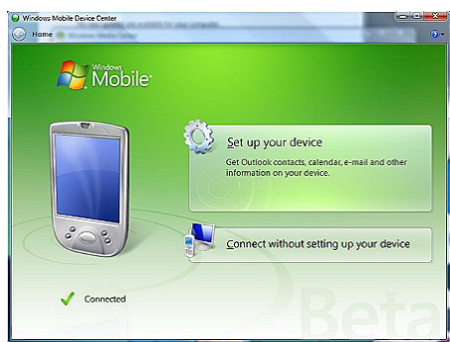 Windows Mobile Device Center
Home
Windows
Mobile
Set up your device
Get Outlook contacts, calendar, e-mail and other
information on your device.
Connect without setting up your device
Connected
Beta